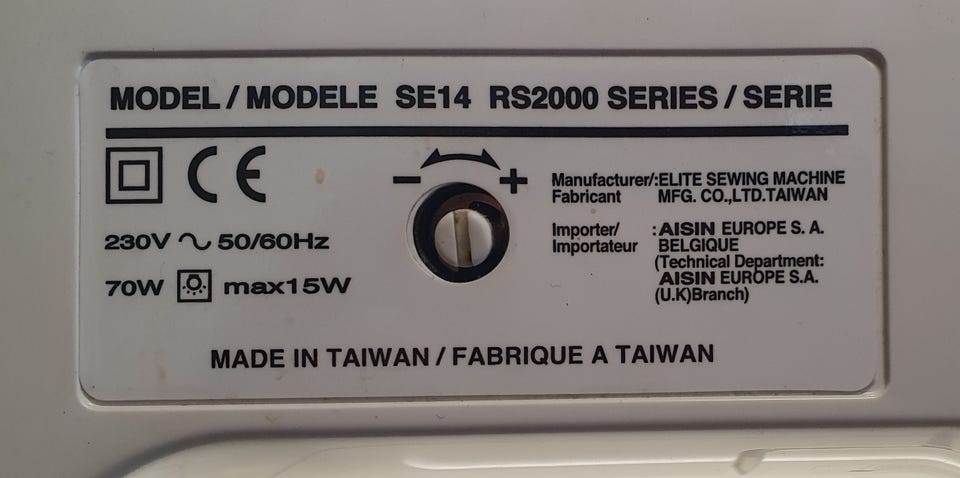 MODEL / MODELE SE14 RS2000 SERIES / SERIE
CE
230V ~ 50/60Hz
70W max15W
- +
Manufacturer/:ELITE SEWING MACHINE
Fabricant MFG. CO.,LTD.TAIWAN
Importer/ : AISIN EUROPE S. A.
Importateur BELGIQUE
(Technical Department:
AISIN EUROPE S.A.
(U.K)Branch)
MADE IN TAIWAN / FABRIQUE A TAIWAN